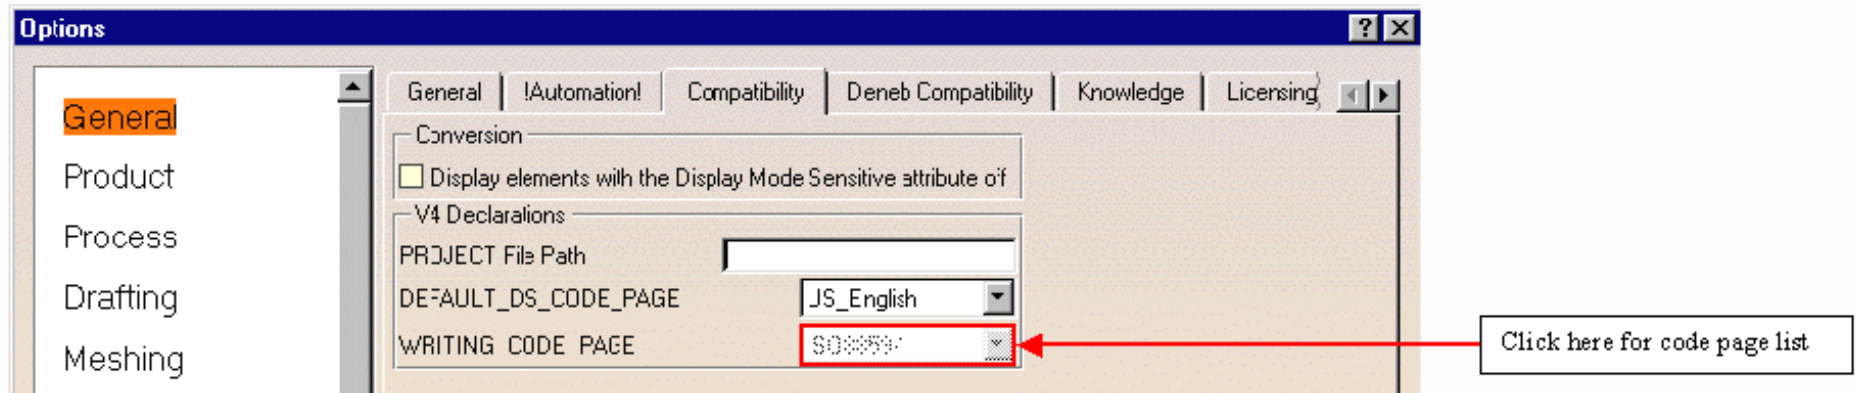 Options
General
Product
Process
Drafting
Meshing
General !Automation! Compatibility Deneb Compatibility Knowledge Licensing
Conversion
Display elements with the Display Mode Sensitive attribute off
V4 Declarations
PROJECT File Path
DEFAULT_DS_CODE_PAGE US_English
WRITING_CODE_PAGE
Click here for code page list